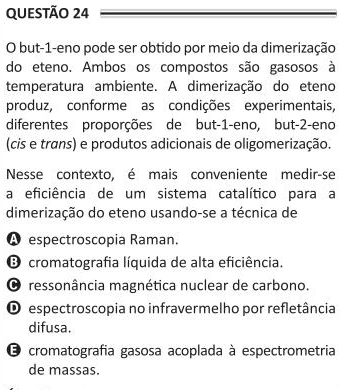 QUESTÃO 24
O but-1-eno pode ser obtido por meio da dimerização
do eteno. Ambos os compostos são gasosos à
temperatura ambiente. A dimerização do eteno
produz, conforme as condições experimentais,
diferentes proporções de but-1-eno, but-2-eno
(cis e trans) e produtos adicionais de oligomerização.
Nesse contexto, é mais conveniente medir-se
a eficiência de um sistema catalítico para a
dimerização do eteno usando-se a técnica de
A espectroscopia Raman.
B cromatografia líquida de alta eficiência.
C ressonância magnética nuclear de carbono.
D espectroscopia no infravermelho por refletância
difusa.
E cromatografia gasosa acoplada à espectrometria
de massas.